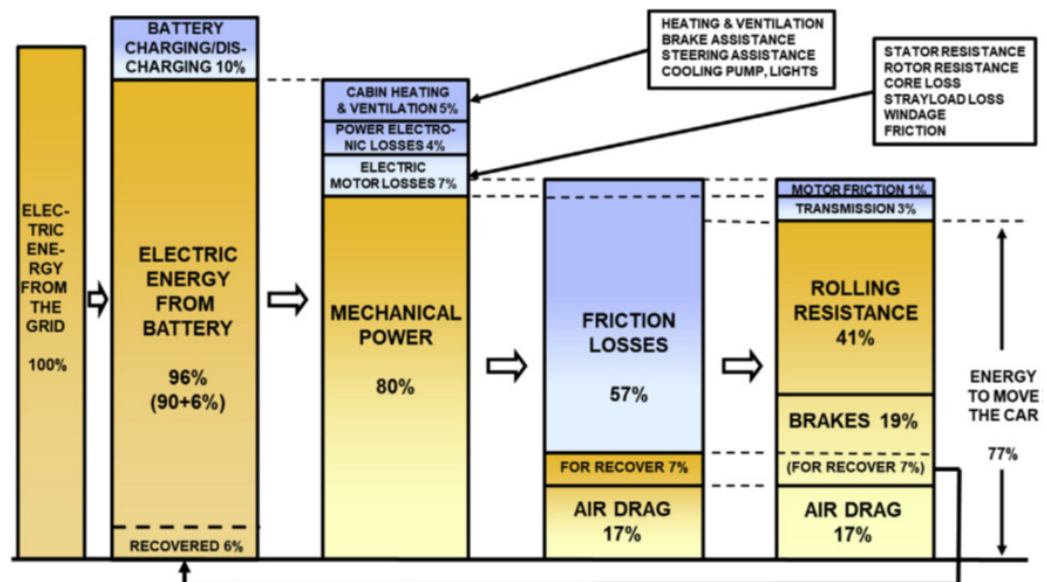 ELEC-
TRIC
ENE-
RGY
FROM
THE
GRID
100%
BATTERY
CHARGING/DIS-
CHARGING 10%
ELECTRIC
ENERGY
FROM
BATTERY
96%
(90+6%)
RECOVERED 6%
CABIN HEATING
& VENTILATION 5%
POWER ELECTRO-
NIC LOSSES 4%
ELECTRIC
MOTOR LOSSES 7%
MECHANICAL
POWER
80%
HEATING & VENTILATION
BRAKE ASSISTANCE
STEERING ASSISTANCE
COOLING PUMP, LIGHTS
STATOR RESISTANCE
ROTOR RESISTANCE
CORE LOSS
STRAYLOAD LOSS
WINDAGE
FRICTION
FRICTION
LOSSES
57%
FOR RECOVER 7%
AIR DRAG
17%
MOTOR FRICTION 1%
TRANSMISSION 3%
ROLLING
RESISTANCE
41%
BRAKES 19%
(FOR RECOVER 7%)
AIR DRAG
17%
ENERGY
TO MOVE
THE CAR
77%